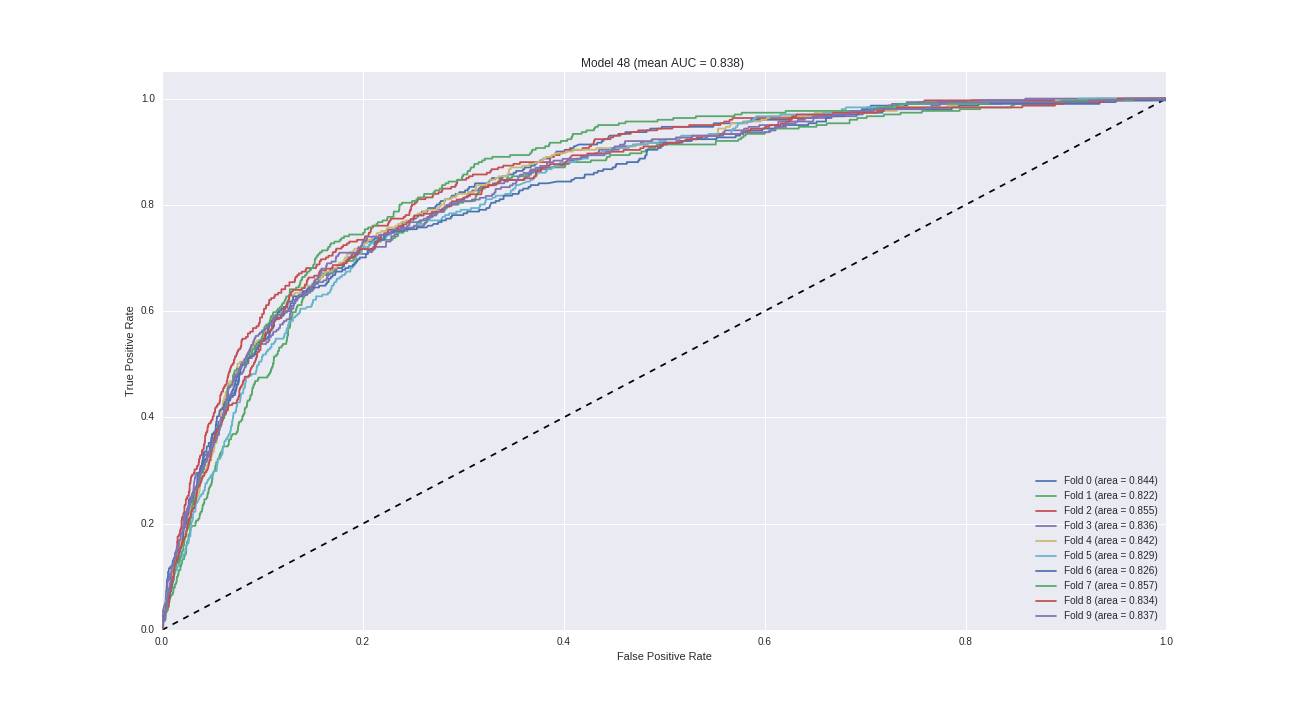 Model 48 (mean AUC = 0.838)
1.0
0.8
0.6
0.4
0.2
0.0
True Positive Rate
0.0 0.2 0.4 0.6 0.8 1.0
False Positive Rate
Fold 0 (area = 0.844)
Fold 1 (area = 0.822)
Fold 2 (area = 0.855)
Fold 3 (area = 0.836)
Fold 4 (area = 0.842)
Fold 5 (area = 0.829)
Fold 6 (area = 0.826)
Fold 7 (area = 0.857)
Fold 8 (area = 0.834)
Fold 9 (area = 0.837)